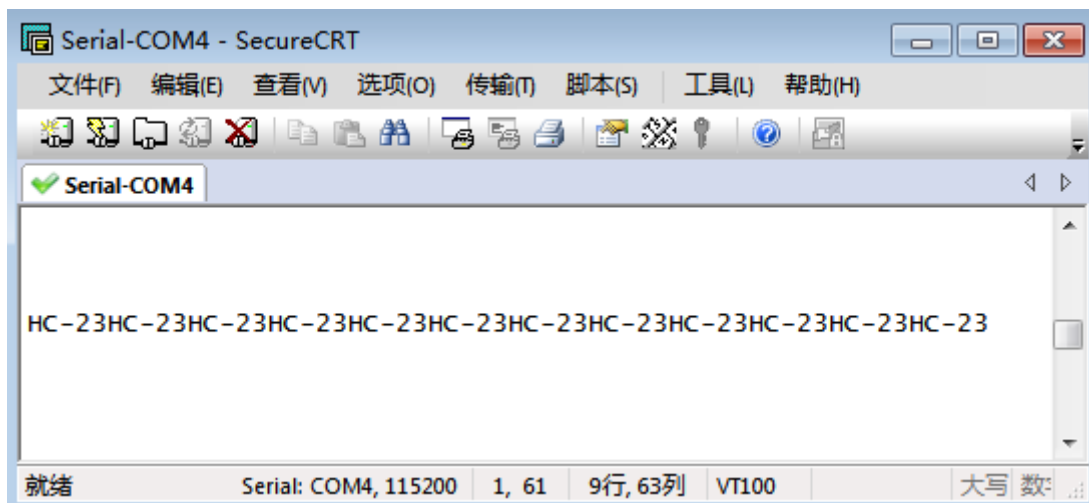 Serial-COM4 - SecureCRT
文件(F) 编辑(E) 查看(V) 选项(O) 传输(T) 脚本(S) 工具(L) 帮助(H)
Serial-COM4
HC-23HC-23HC-23HC-23HC-23HC-23HC-23HC-23HC-23HC-23HC-23HC-23
就绪 Serial: COM4, 115200 1, 61 9行, 63列 VT100 大写 数